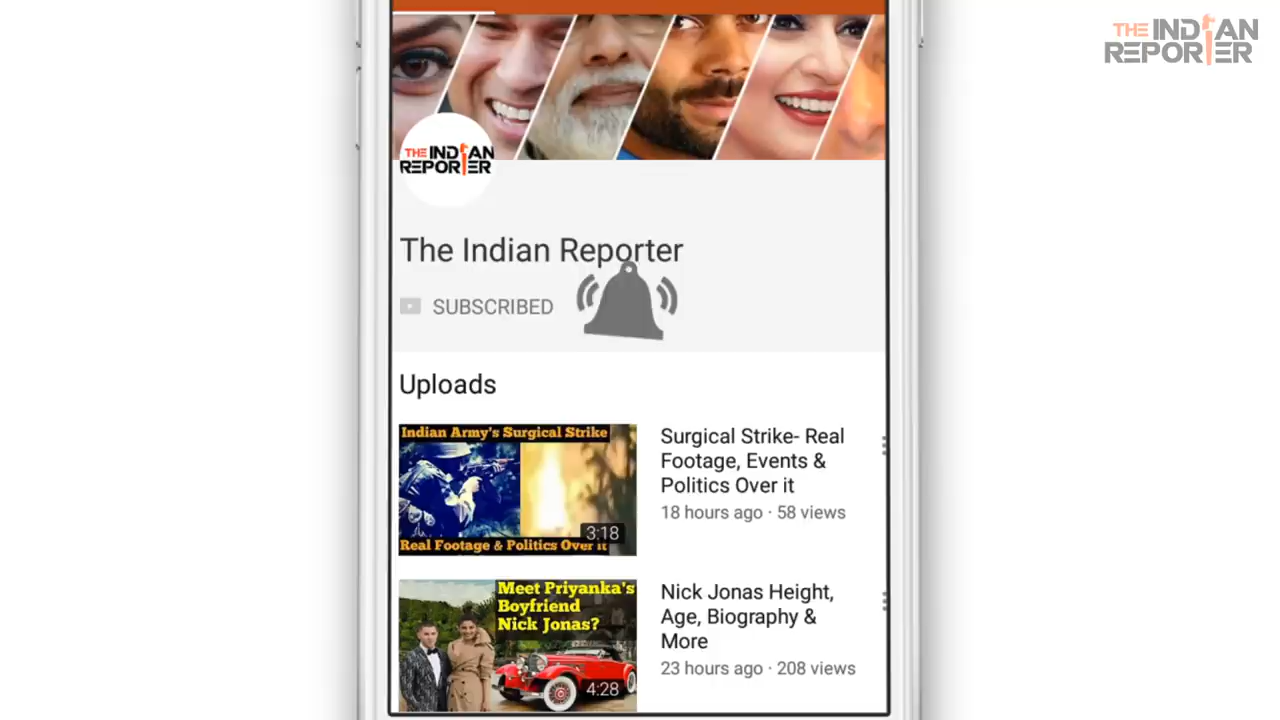 THE INDIAN
REPORTER
THE INDIAN
REPORTER
The Indian Reporter
SUBSCRIBED
Uploads
Indian Army's Surgical Strike
3:18
Real Footage & Politics Over it
Surgical Strike- Real
Footage, Events &
Politics Over it
18 hours ago · 58 views
Meet Priyanka's
Boyfriend
Nick Jonas?
4:28
Nick Jonas Height,
Age, Biography &
More
23 hours ago · 208 views